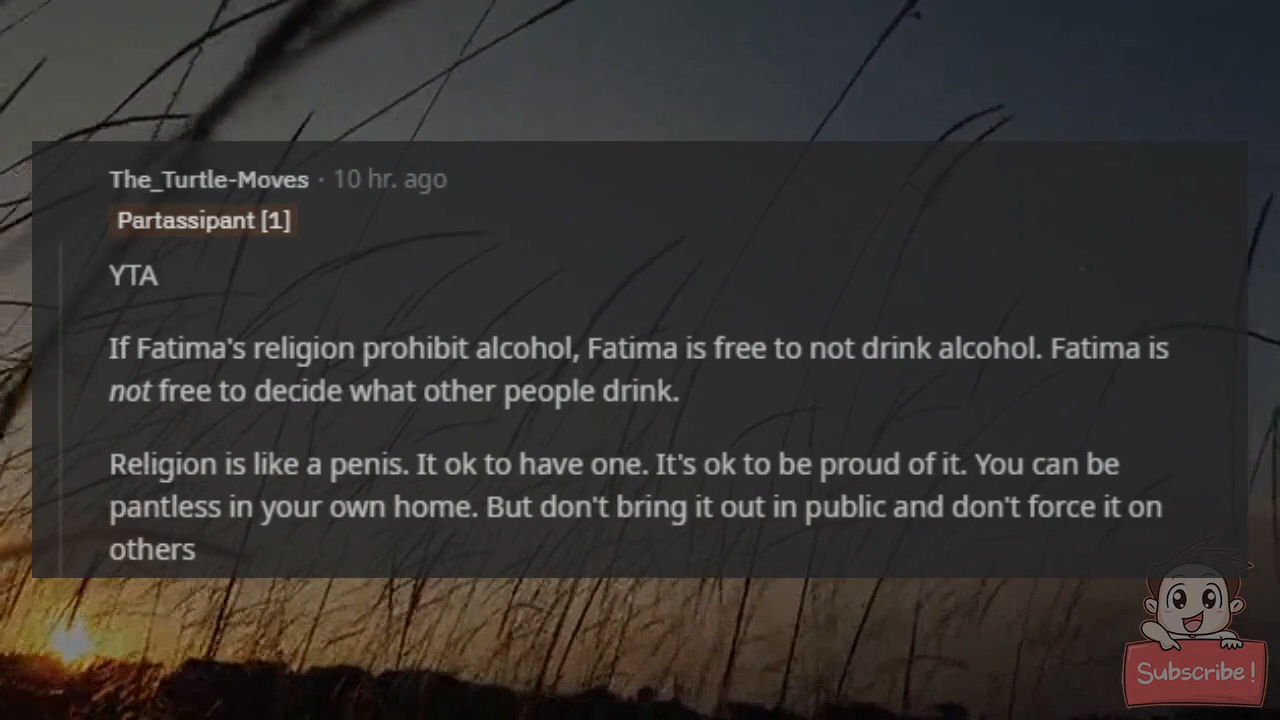 The_Turtle-Moves · 10 hr. ago
Partassipant [1]
YTA
If Fatima's religion prohibit alcohol, Fatima is free to not drink alcohol. Fatima is
not free to decide what other people drink.
Religion is like a penis. It ok to have one. It's ok to be proud of it. You can be
pantless in your own home. But don't bring it out in public and don't force it on
others
Subscribe!